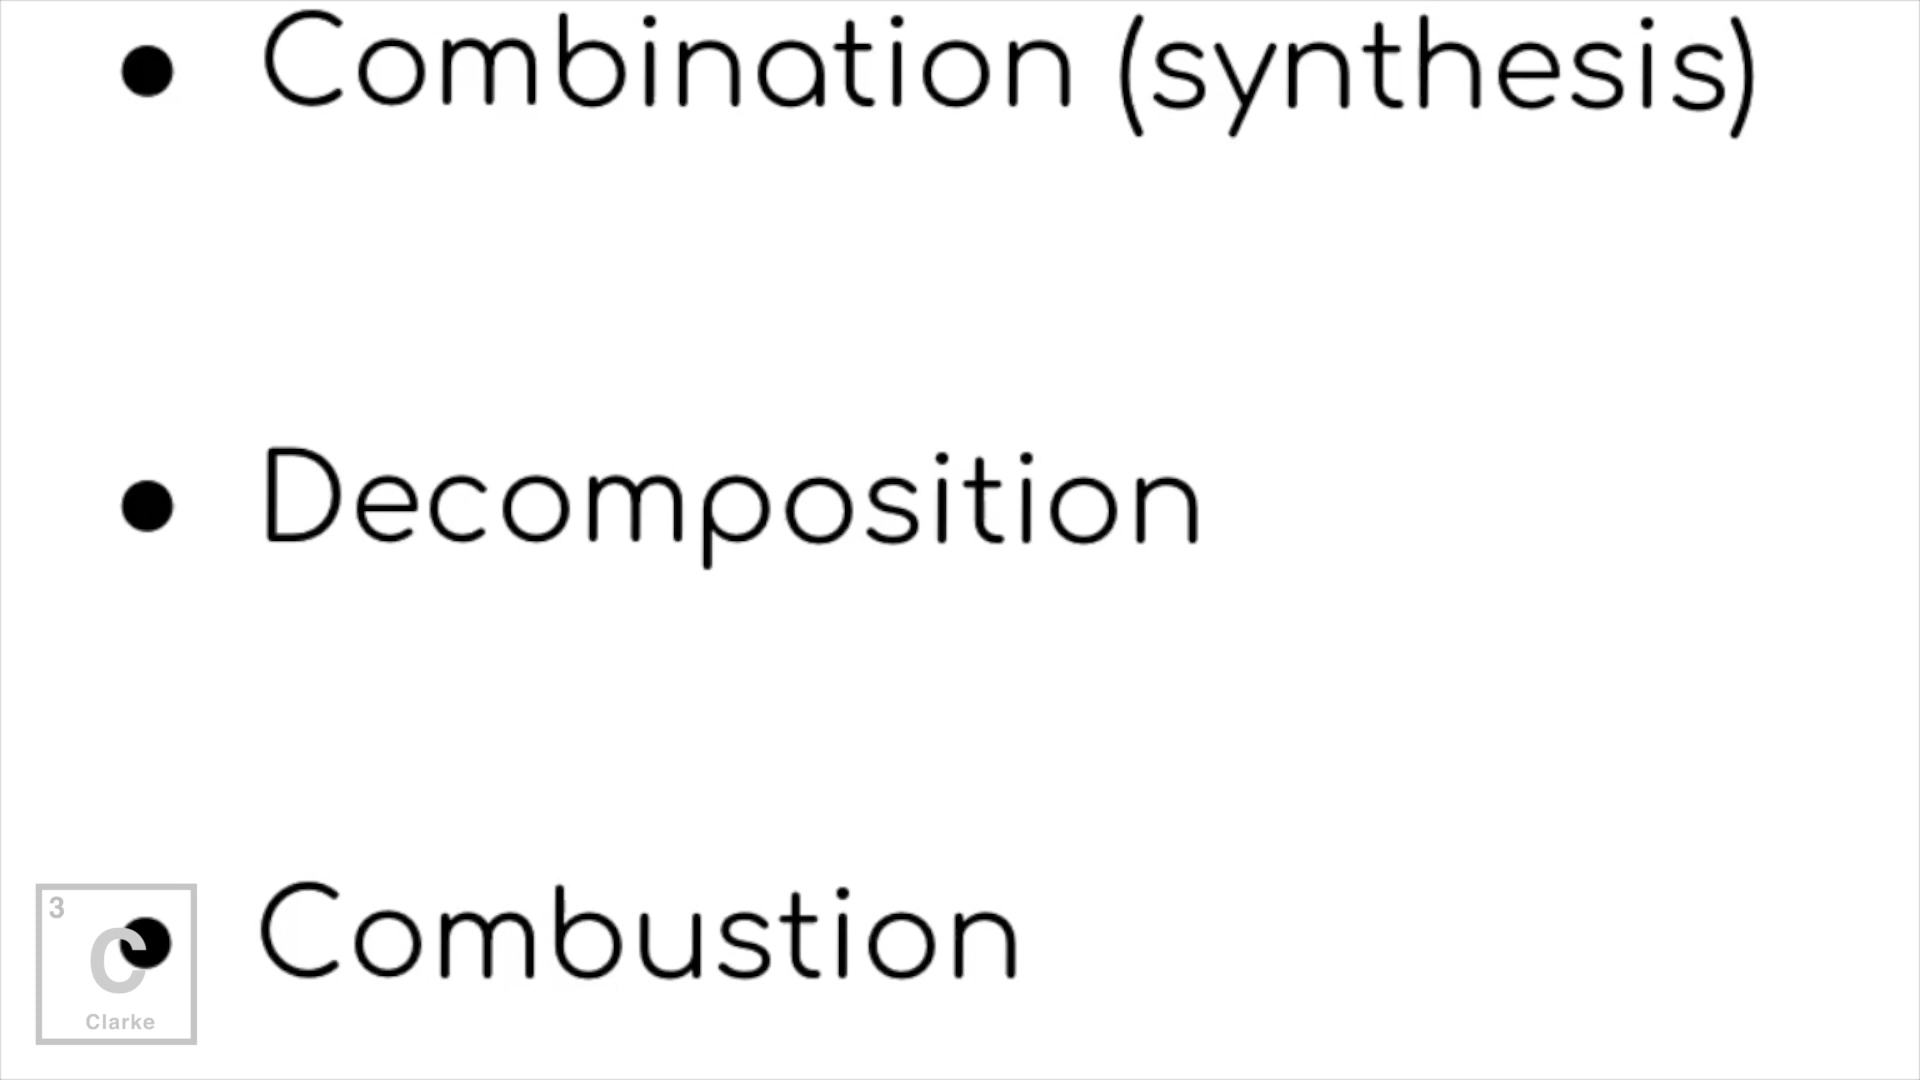 • Combination (synthesis)
• Decomposition
• Combustion
3
C
Clarke